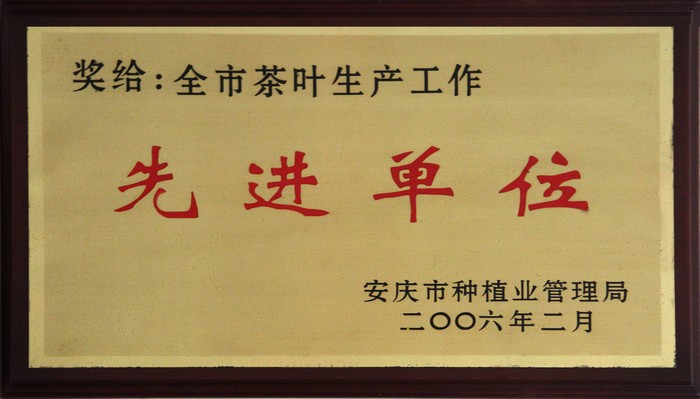 奖给:全市茶叶生产工作
先进单位
安庆市种植业管理局
二〇〇六年二月